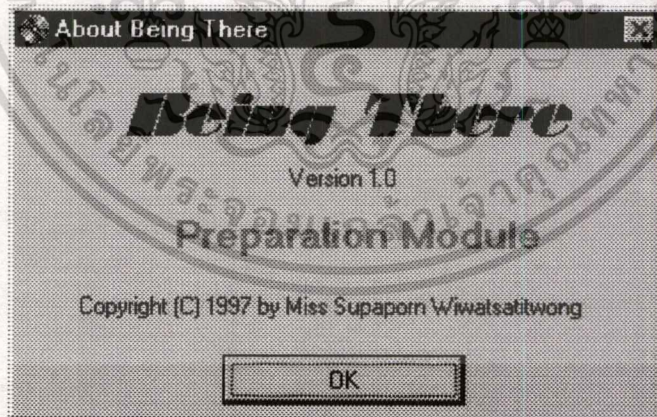 About Being There
Being There
Version 1.0
Preparation Module
Copyright (C) 1997 by Miss Supaporn Wiwatsatitwong
OK